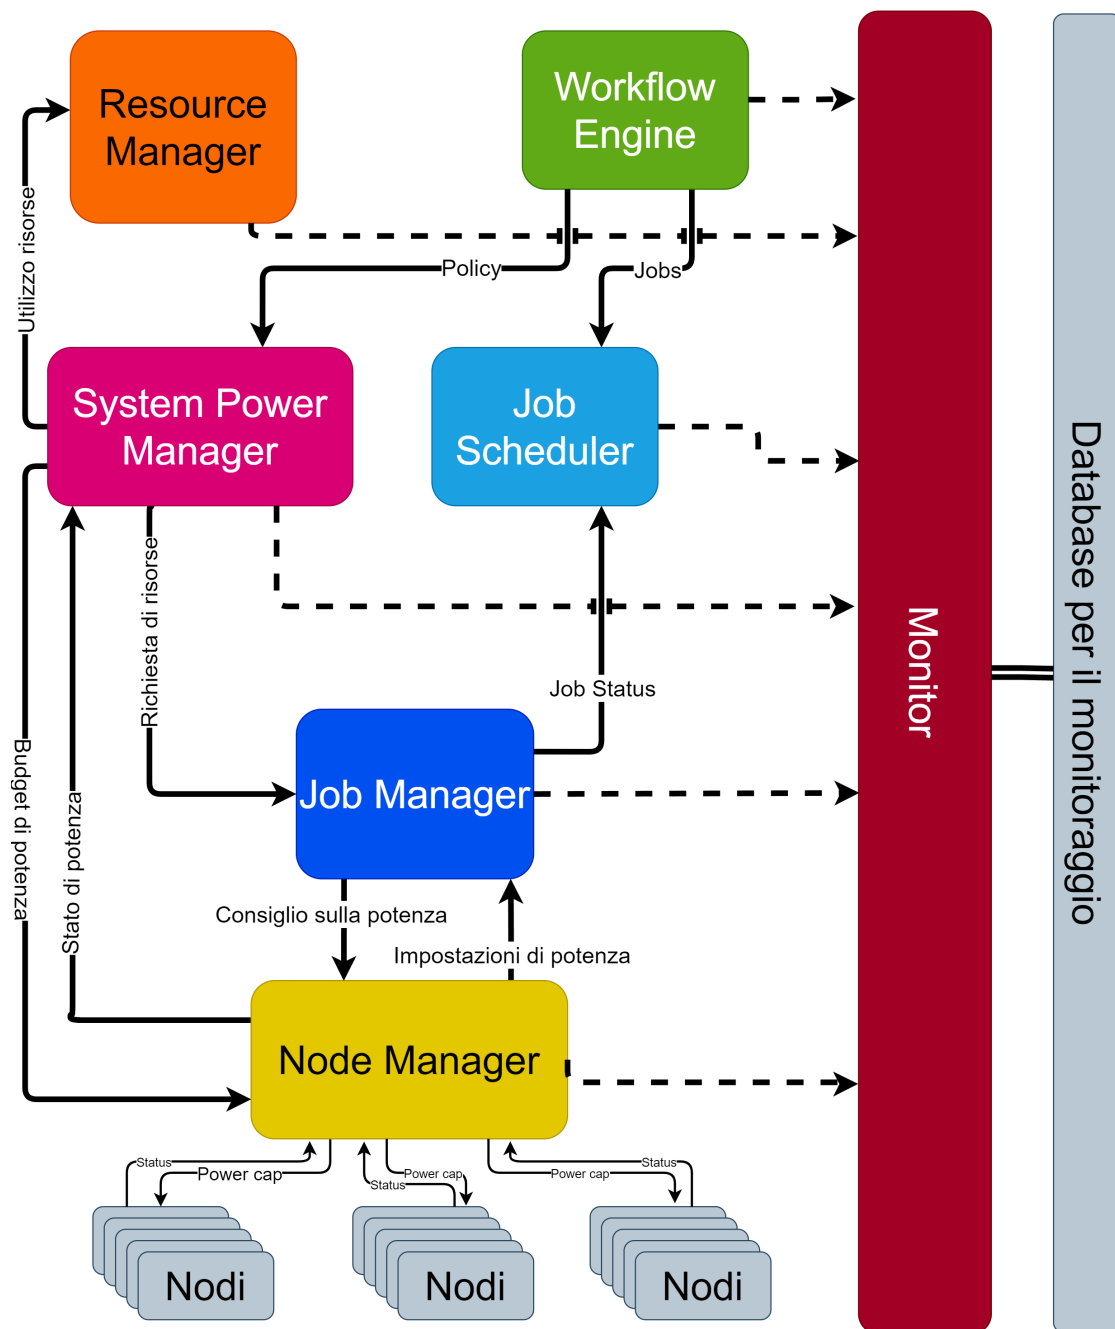 Resource
Manager
Workflow
Engine
Utilizzo risorse
Policy
Jobs
System Power
Manager
Job
Scheduler
Richiesta di risorse
Job Status
Budget di potenza
Stato di potenza
Job Manager
Consiglio sulla potenza
Impostazioni di potenza
Node Manager
Status
Power cap
Power cap
Status
Status
Power cap
Nodi
Nodi
Nodi
Monitor
Database per il monitoraggio